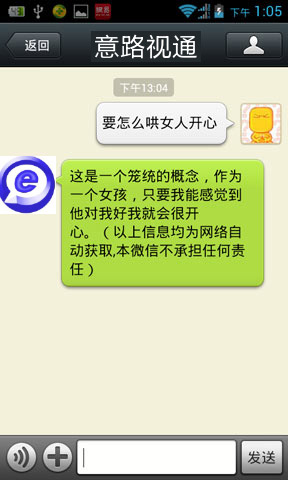 下午 1:05
返回
意路视通
下午13:04
要怎么哄女人开心
这是一个笼统的概念，作为
一个女孩，只要我能感觉到
他对我好我就会很开
心。（以上信息均为网络自
动获取,本微信不承担任何责
任）
发送